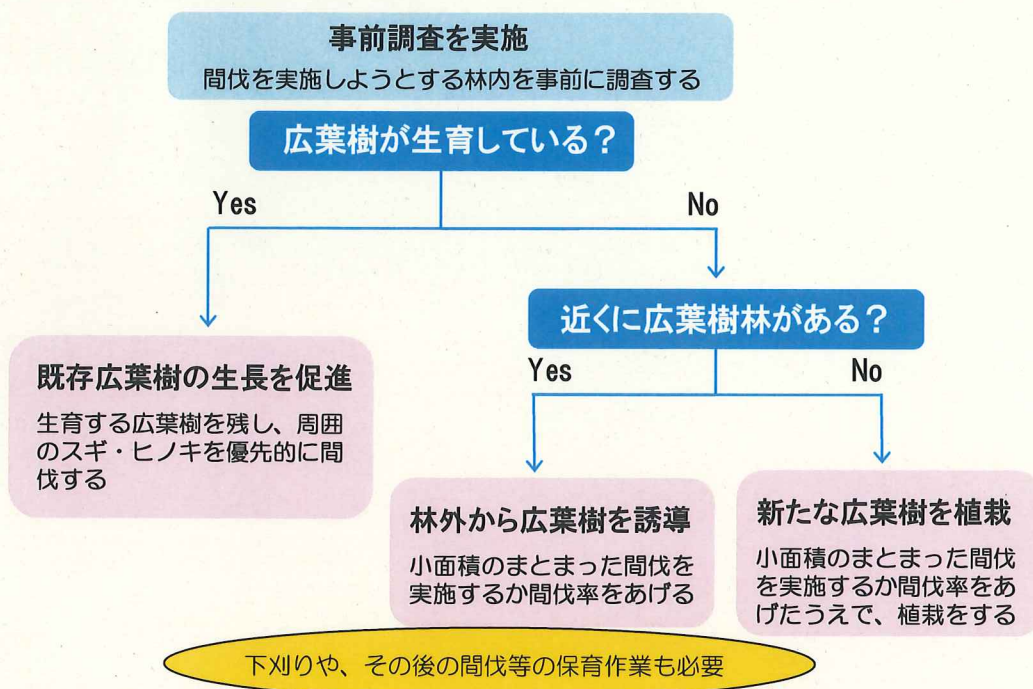 事前調査を実施
間伐を実施しようとする林内を事前に調査する
広葉樹が生育している？
Yes
No
近くに広葉樹林がある？
既存広葉樹の生長を促進
生育する広葉樹を残し、周囲
のスギ・ヒノキを優先的に間
伐する
Yes
No
林外から広葉樹を誘導
小面積のまとまった間伐を
実施するか間伐率をあげる
新たな広葉樹を植栽
小面積のまとまった間伐
を実施するか間伐率をあ
げたうえで、植栽をする
下刈りや、その後の間伐等の保育作業も必要